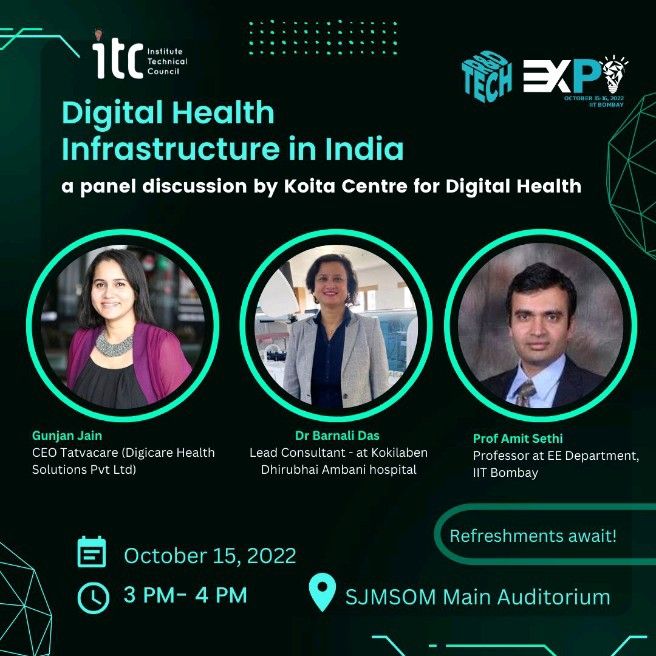 itc Institute
Technical
Council
R&D
TECH
EXPO
OCTOBER 15-16, 2022
IIT BOMBAY
Digital Health
Infrastructure in India
a panel discussion by Koita Centre for Digital Health
Gunjan Jain
CEO Tatvacare (Digicare Health
Solutions Pvt Ltd)
Dr Barnali Das
Lead Consultant - at Kokilaben
Dhirubhai Ambani hospital
Prof Amit Sethi
Professor at EE Department,
IIT Bombay
Refreshments await!
October 15, 2022
3 PM- 4 PM
SJMSOM Main Auditorium